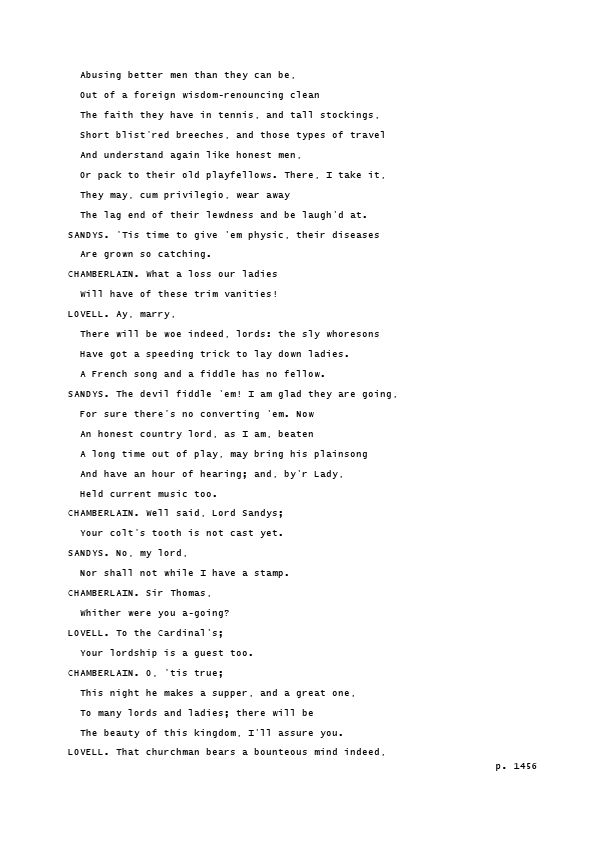 Abusing better men than they can be,
Out of a foreign wisdom-renouncing clean
The faith they have in tennis, and tall stockings,
Short blist'red breeches, and those types of travel
And understand again like honest men,
Or pack to their old playfellows. There, I take it,
They may, cum privilegio, wear away
The lag end of their lewdness and be laugh'd at.
SANDYS. 'Tis time to give 'em physic, their diseases
Are grown so catching.
CHAMBERLAIN. What a loss our ladies
Will have of these trim vanities!
LOVELL. Ay, marry,
There will be woe indeed, lords: the sly whoresons
Have got a speeding trick to lay down ladies.
A French song and a fiddle has no fellow.
SANDYS. The devil fiddle 'em! I am glad they are going,
For sure there's no converting 'em. Now
An honest country lord, as I am, beaten
A long time out of play, may bring his plainsong
And have an hour of hearing; and, by'r Lady,
Held current music too.
CHAMBERLAIN. Well said, Lord Sandys;
Your colt's tooth is not cast yet.
SANDYS. No, my lord,
Nor shall not while I have a stamp.
CHAMBERLAIN. Sir Thomas,
Whither were you a-going?
LOVELL. To the Cardinal's;
Your lordship is a guest too.
CHAMBERLAIN. O, 'tis true;
This night he makes a supper, and a great one,
To many lords and ladies; there will be
The beauty of this kingdom, I'll assure you.
LOVELL. That churchman bears a bounteous mind indeed,
p. 1456